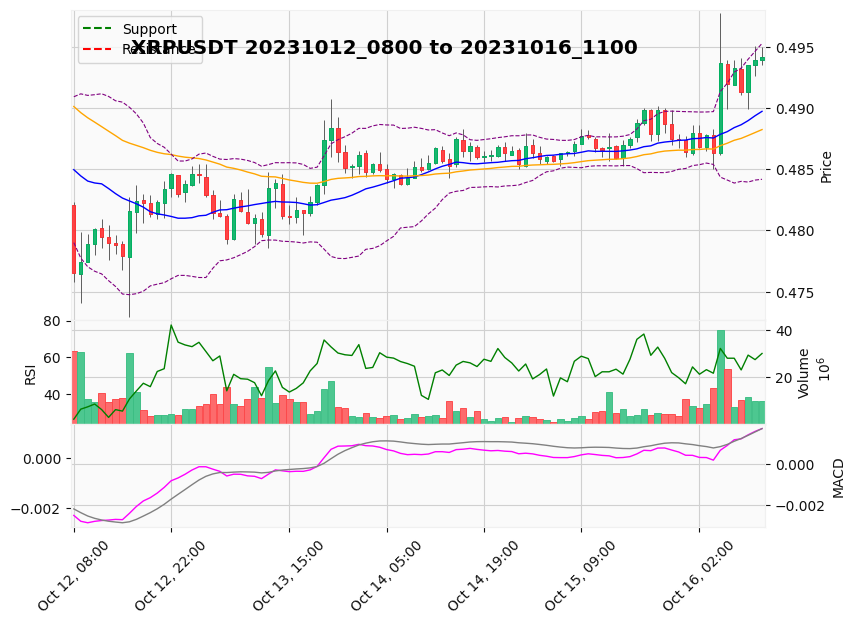 XRPUSDT 20231012_0800 to 20231016_1100
Support
Resistance
0.495
0.490
0.485
0.480
0.475
Price
80
60
40
RSI
40
20
Volume
10^6
0.000
−0.002
0.000
−0.002
MACD
Oct 12, 08:00
Oct 12, 22:00
Oct 13, 15:00
Oct 14, 05:00
Oct 14, 19:00
Oct 15, 09:00
Oct 16, 02:00